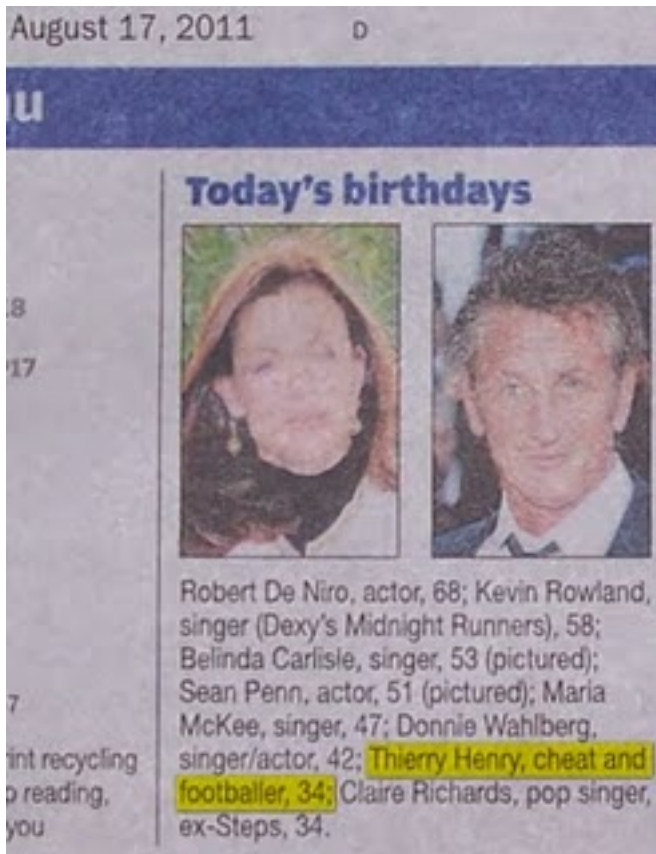 August 17, 2011 D
Today's birthdays
Robert De Niro, actor, 68; Kevin Rowland,
singer (Dexy's Midnight Runners), 58;
Belinda Carlisle, singer, 53 (pictured);
Sean Penn, actor, 51 (pictured); Maria
McKee, singer, 47; Donnie Wahlberg,
singer/actor, 42; Thierry Henry, cheat and
footballer, 34; Claire Richards, pop singer,
ex-Steps, 34.
8
17
7
recycling
reading,
you